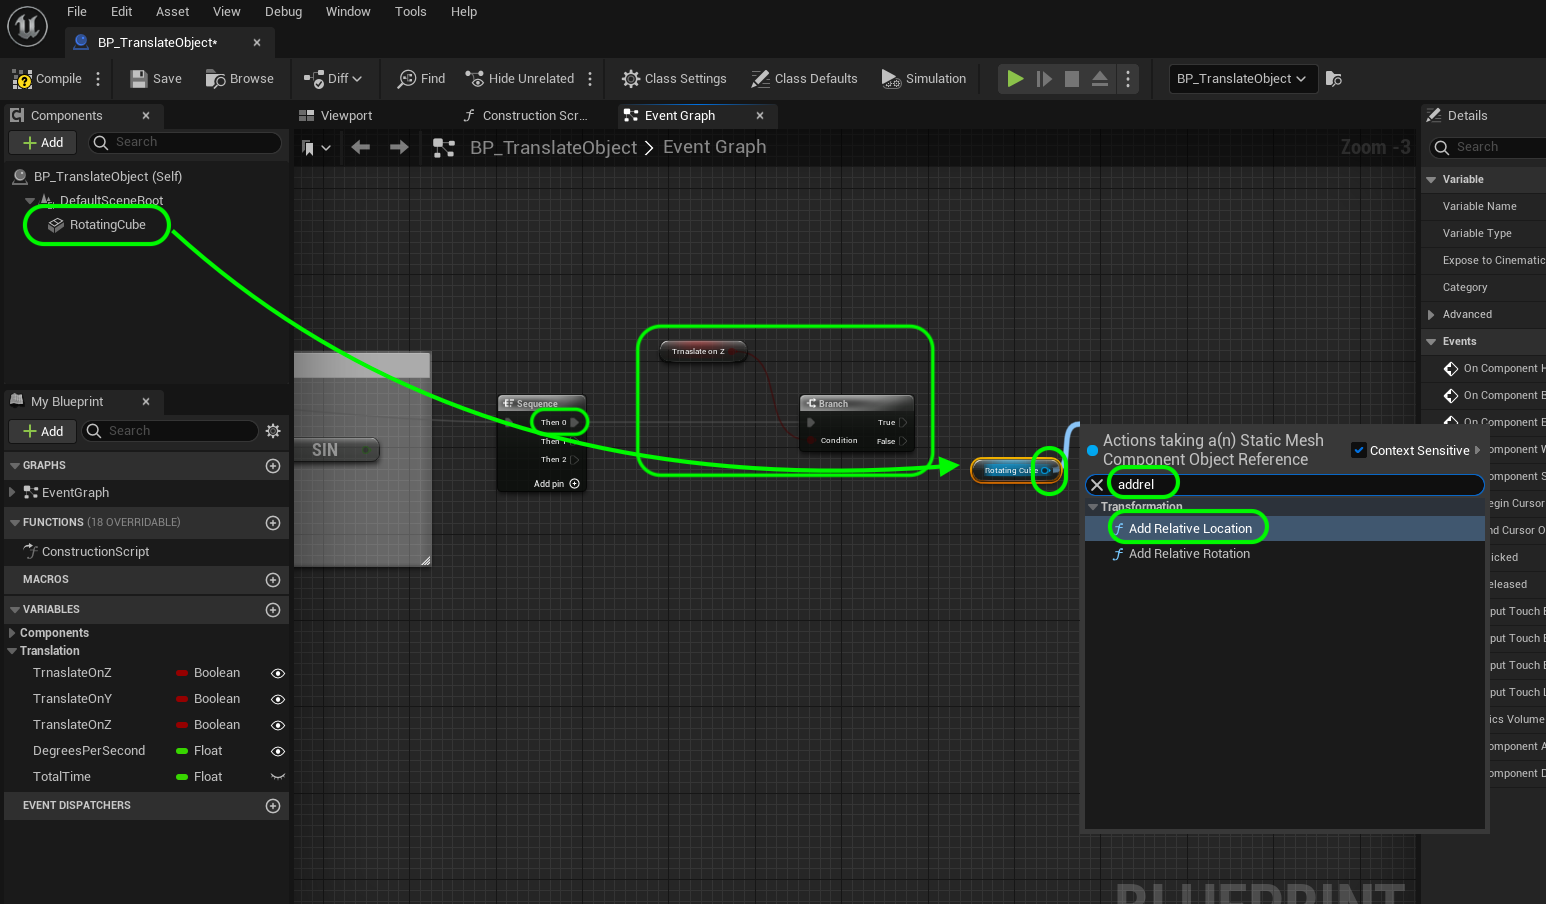 File Edit Asset View Debug Window Tools Help
BP_TranslateObject*
Compile Save Browse Diff Find Hide Unrelated Class Settings Class Defaults Simulation BP_TranslateObject
Components
Add Search
BP_TranslateObject (Self)
DefaultSceneRoot
RotatingCube
My Blueprint
Add Search
GRAPHS
EventGraph
FUNCTIONS (18 OVERRIDABLE)
ConstructionScript
MACROS
VARIABLES
Components
Translation
TrnaslateOnZ Boolean
TranslateOnY Boolean
TranslateOnZ Boolean
DegreesPerSecond Float
TotalTime Float
EVENT DISPATCHERS
Viewport Construction Scr... Event Graph
BP_TranslateObject > Event Graph Zoom -3
SIN
Sequence
Then 0
Then 1
Then 2
Add pin
Trnaslate on Z
Branch
True
Condition False
Rotating Cube
Actions taking a(n) Static Mesh
Component Object Reference
Context Sensitive
addrel
Transformation
f Add Relative Location
f Add Relative Rotation
BLUEPRINT
Details
Search
Variable
Variable Name
Variable Type
Expose to Cinematic
Category
Advanced
Events
On Component H
On Component B
On Component E
omponent W
omponent S
egin Cursor
nd Cursor O
licked
eleased
put Touch B
put Touch E
put Touch E
put Touch L
ics Volume
omponent A
omponent D